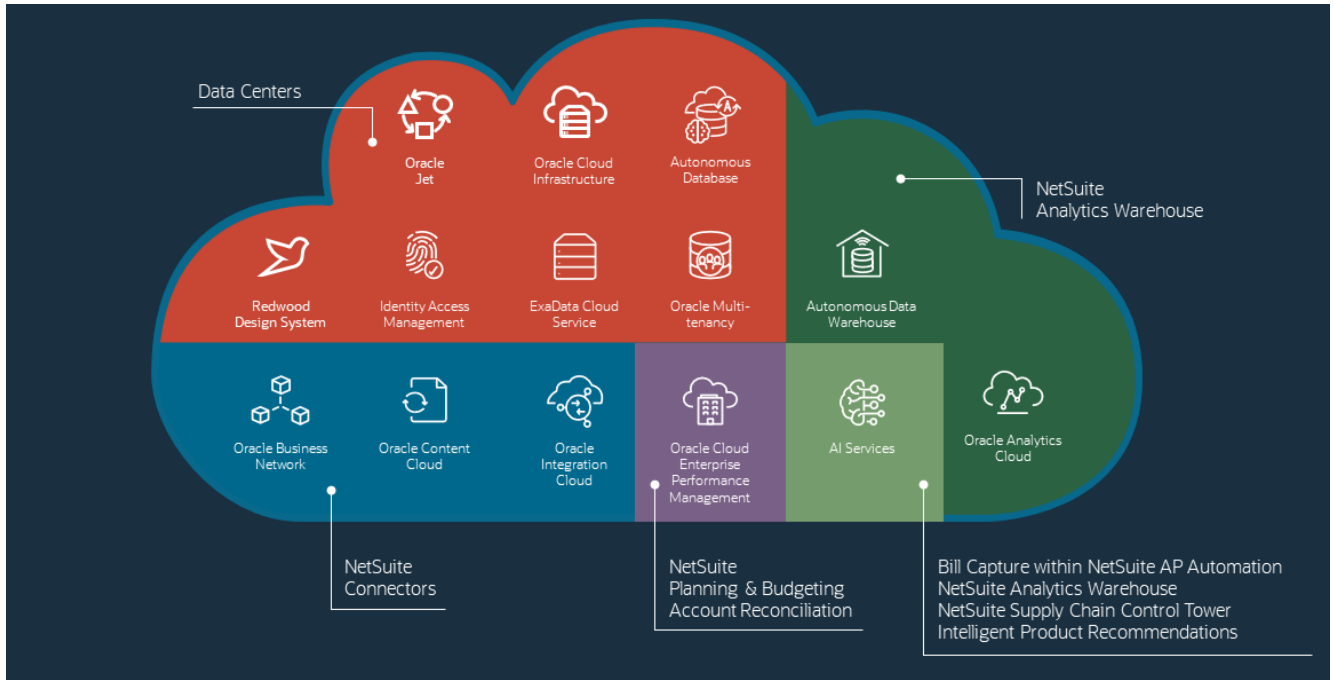 Data Centers
Oracle
Jet
Oracle Cloud
Infrastructure
Autonomous
Database
A
NetSuite
Analytics Warehouse
Redwood
Design System
Identity Access
Management
ExaData Cloud
Service
Oracle Multi-
tenancy
Autonomous Data
Warehouse
Oracle Business
Network
Oracle Content
Cloud
Oracle
Integration
Cloud
Oracle Cloud
Enterprise
Performance
Management
AI Services
Oracle Analytics
Cloud
NetSuite
Connectors
NetSuite
Planning & Budgeting
Account Reconciliation
Bill Capture within NetSuite AP Automation
NetSuite Analytics Warehouse
NetSuite Supply Chain Control Tower
Intelligent Product Recommendations